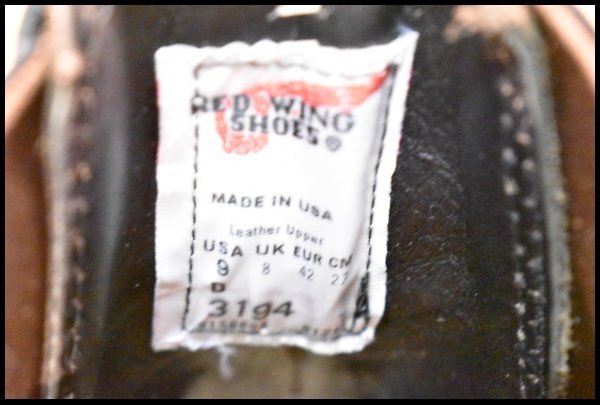 RED WING
SHOES
MADE IN USA
Leather Upper
USA UK EUR CM
9 8 42 27
D
3194